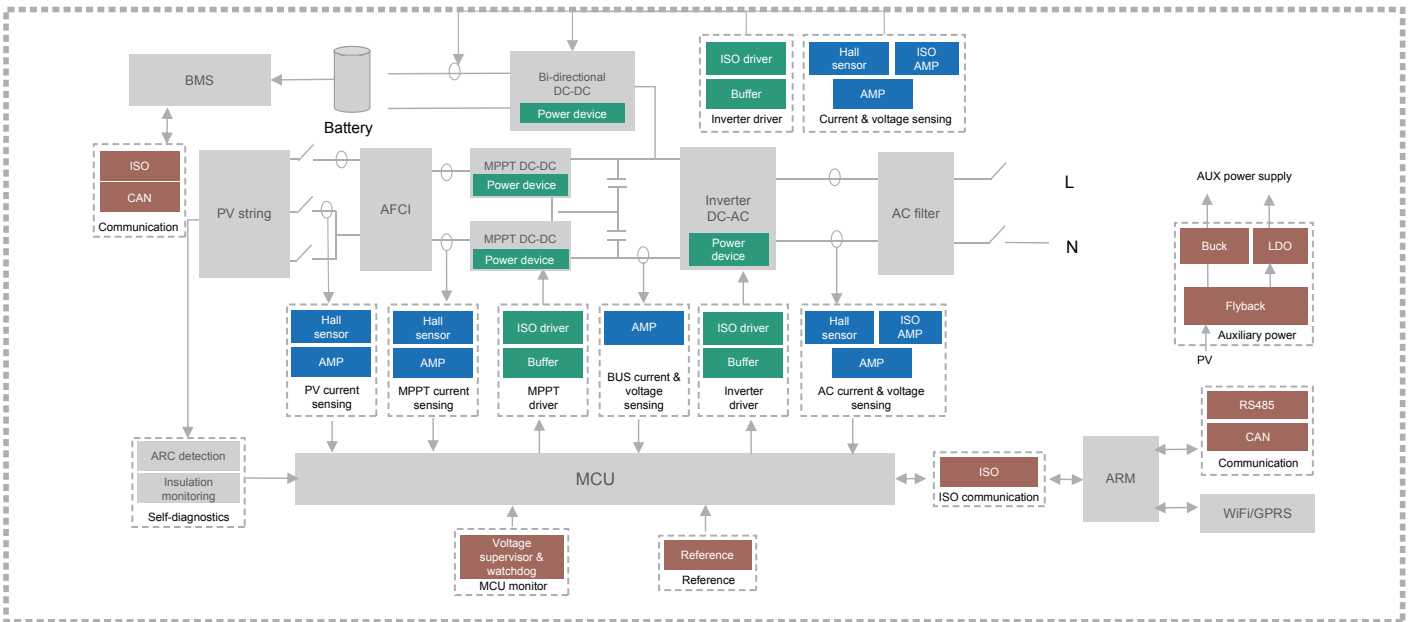 BMS
Battery
Bi-directional
DC-DC
Power device
ISO driver
Buffer
Inverter driver
Hall
sensor
ISO
AMP
AMP
Current & voltage sensing
ISO
CAN
Communication
PV string
AFCI
MPPT DC-DC
Power device
MPPT DC-DC
Power device
Inverter
DC-AC
Power
device
AC filter
L
N
AUX power supply
Buck
LDO
Flyback
Auxiliary power
PV
Hall
sensor
AMP
PV current
sensing
Hall
sensor
AMP
MPPT current
sensing
ISO driver
Buffer
MPPT
driver
AMP
BUS current &
voltage
sensing
ISO driver
Buffer
Inverter
driver
Hall
sensor
ISO
AMP
AMP
AC current & voltage
sensing
RS485
CAN
Communication
ARC detection
Insulation
monitoring
Self-diagnostics
MCU
ISO
ISO communication
ARM
WiFi/GPRS
Voltage
supervisor &
watchdog
MCU monitor
Reference
Reference